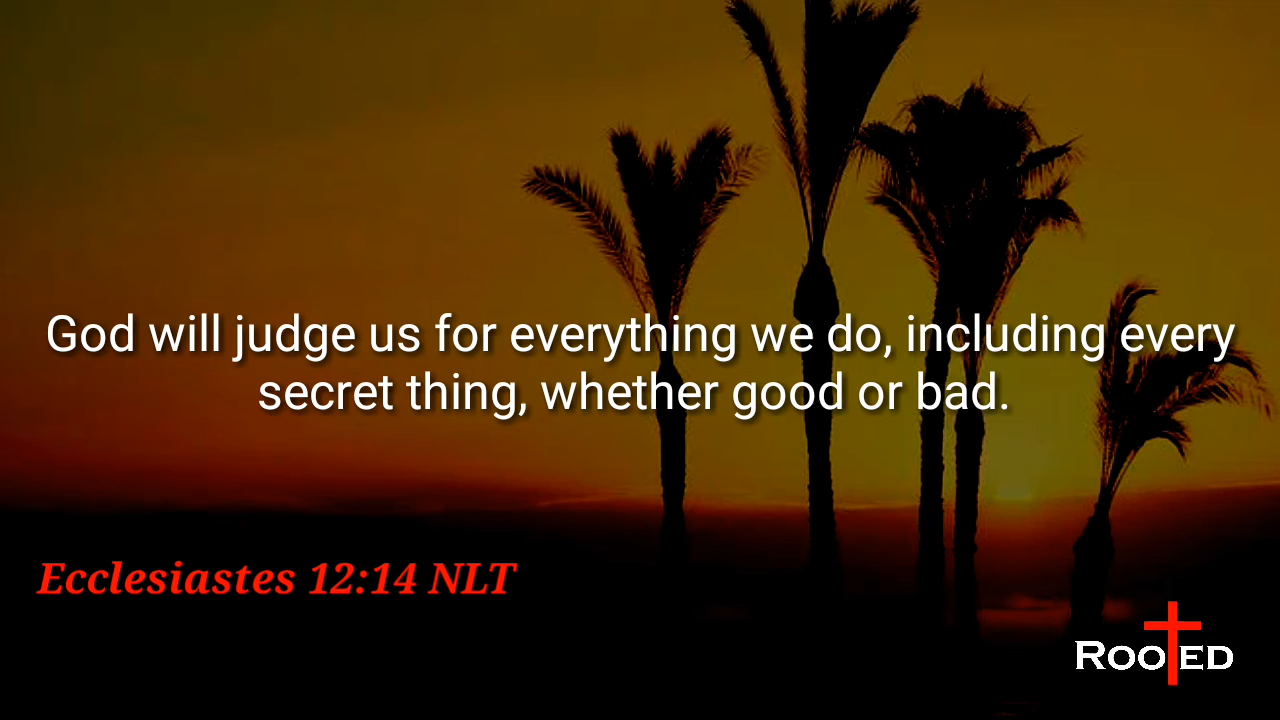 God will judge us for everything we do, including every
secret thing, whether good or bad.
Ecclesiastes 12:14 NLT
ROOTED